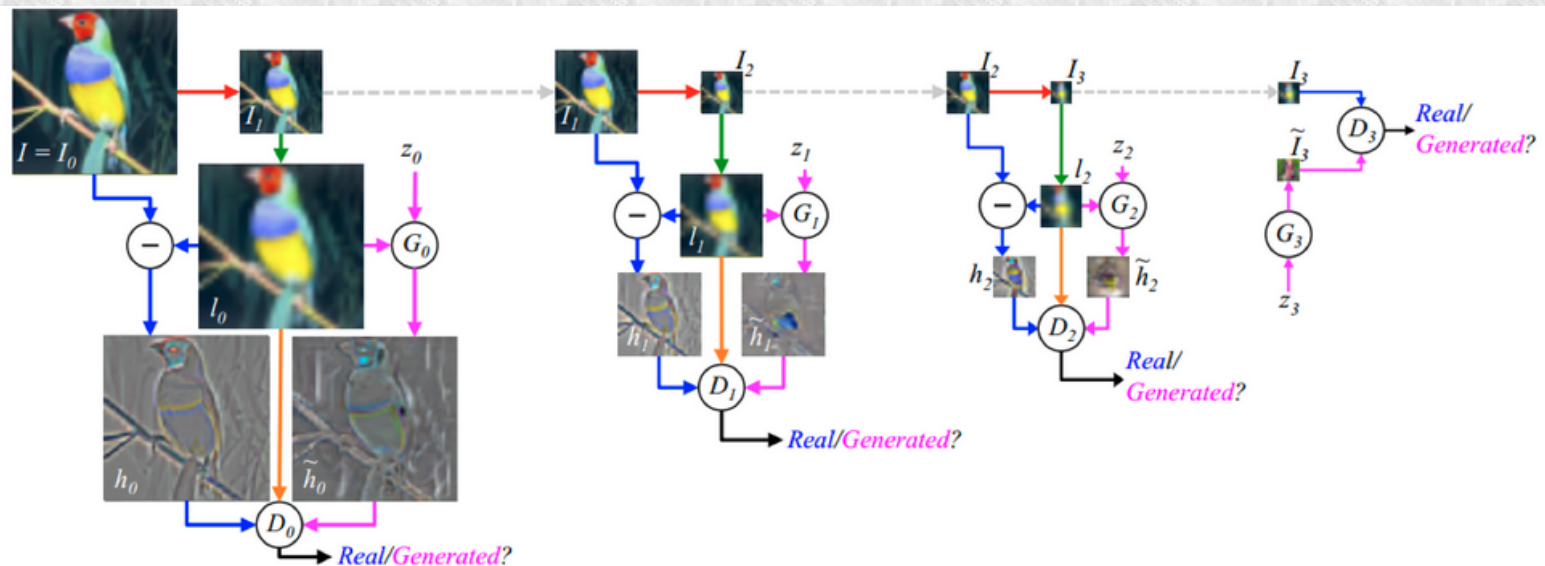 I = I₀
I₁
l₀
z₀
G₀
−
h₀
h̃₀
D₀
Real/Generated?
I₁
I₂
z₁
−
l₁
G₁
h₁
h̃₁
D₁
Real/Generated?
I₂
I₃
z₂
−
l₂
G₂
h₂
h̃₂
D₂
Real/
Generated?
I₃
Ĩ₃
D₃
Real/
Generated?
G₃
z₃